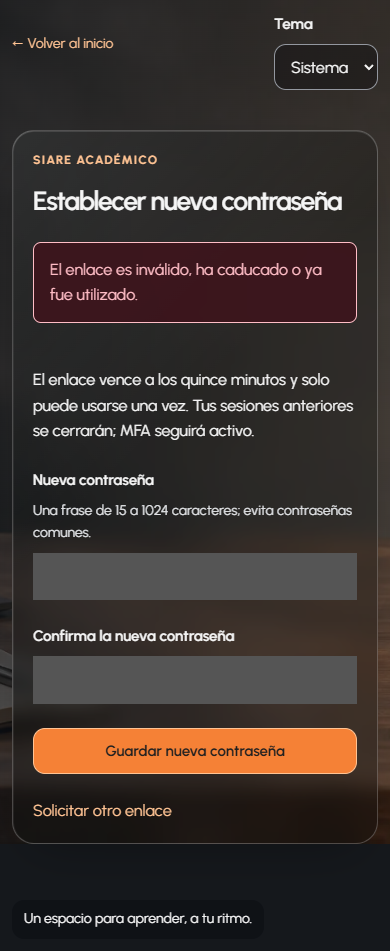 ← Volver al inicio
Tema
Sistema
SIARE ACADÉMICO
Establecer nueva contraseña
El enlace es inválido, ha caducado o ya
fue utilizado.
El enlace vence a los quince minutos y solo
puede usarse una vez. Tus sesiones anteriores
se cerrarán; MFA seguirá activo.
Nueva contraseña
Una frase de 15 a 1024 caracteres; evita contraseñas
comunes.
Confirma la nueva contraseña
Guardar nueva contraseña
Solicitar otro enlace
Un espacio para aprender, a tu ritmo.